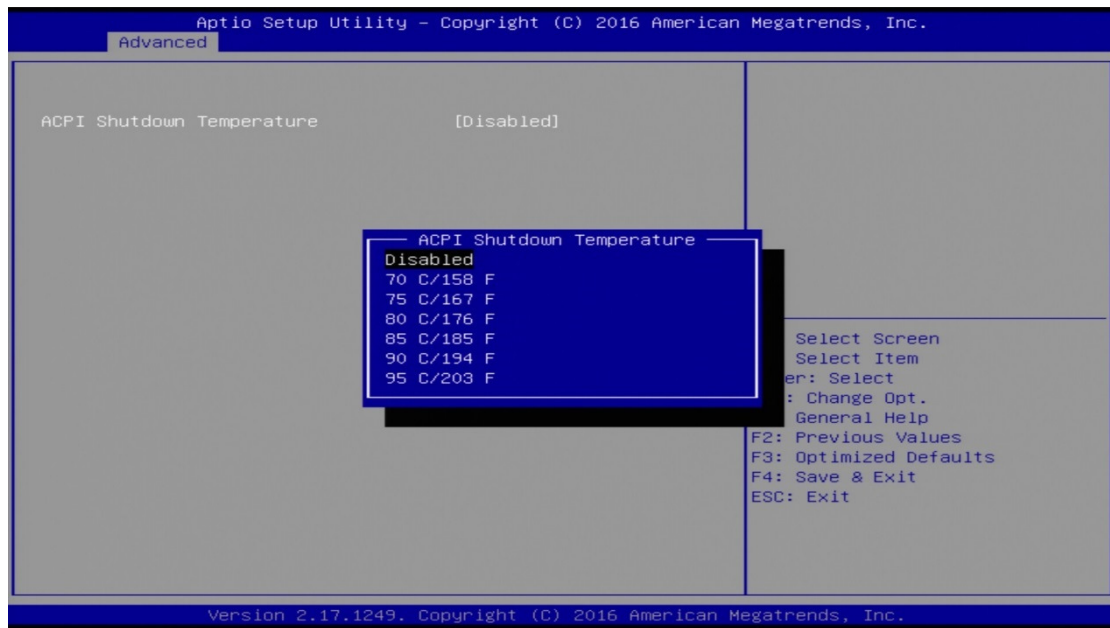 Aptio Setup Utility – Copyright (C) 2016 American Megatrends, Inc.
Advanced
ACPI Shutdown Temperature [Disabled]
ACPI Shutdown Temperature
Disabled
70 C/158 F
75 C/167 F
80 C/176 F
85 C/185 F
90 C/194 F
95 C/203 F
Select Screen
Select Item
er: Select
: Change Opt.
General Help
F2: Previous Values
F3: Optimized Defaults
F4: Save & Exit
ESC: Exit
Version 2.17.1249. Copyright (C) 2016 American Megatrends, Inc.